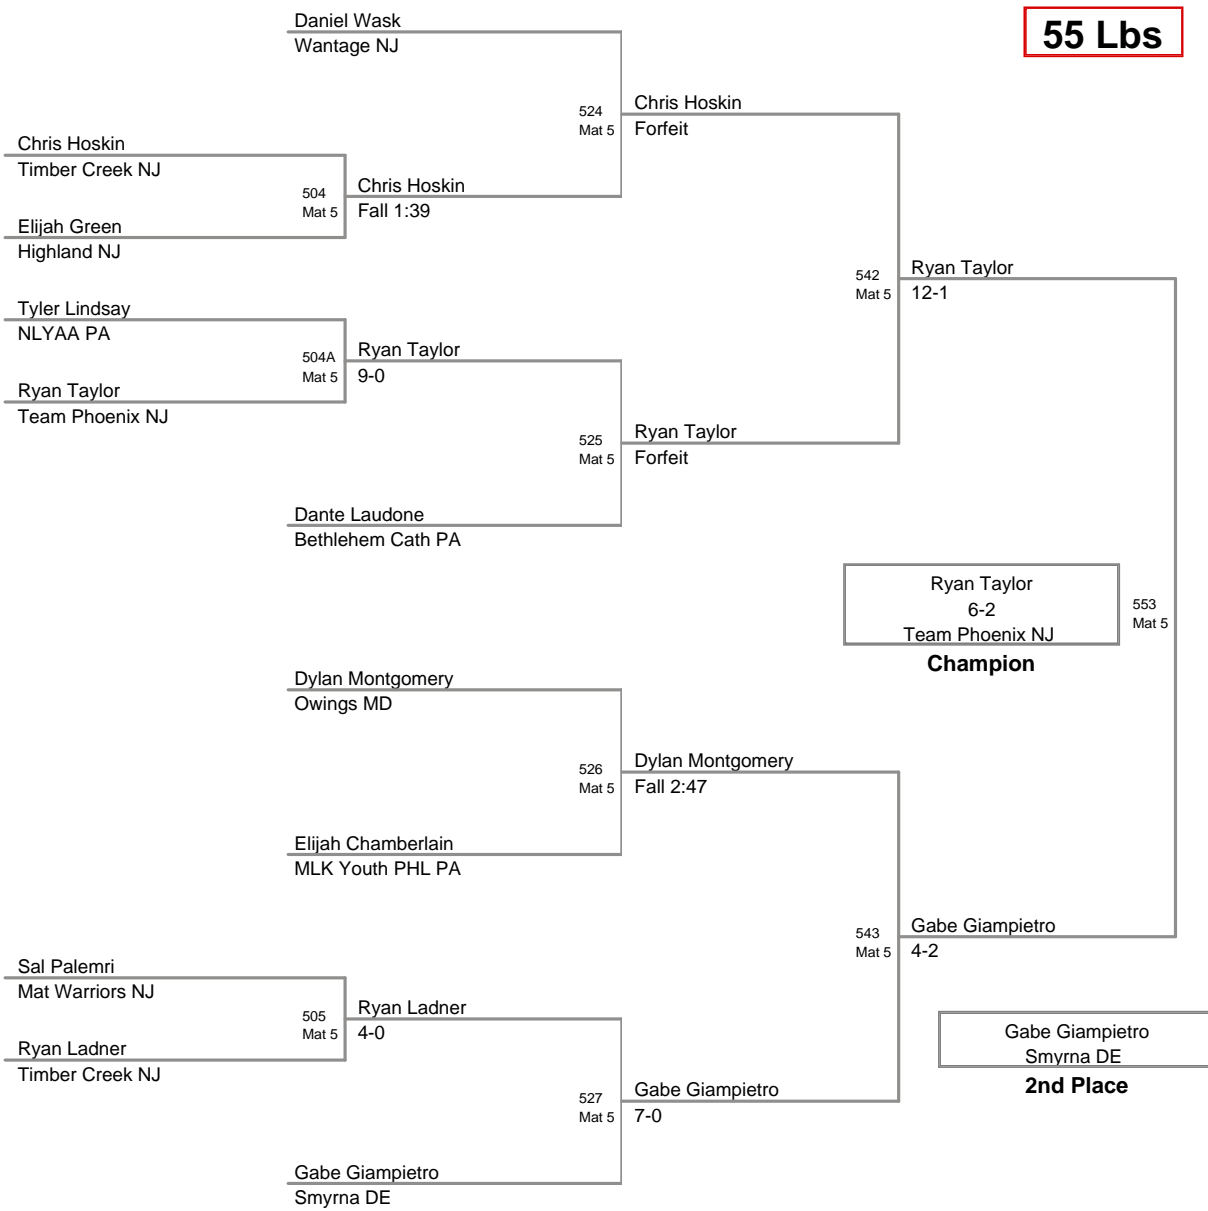 55 Lbs
Daniel Wask
Wantage NJ
524
Mat 5
Chris Hoskin
Forfeit
Chris Hoskin
Timber Creek NJ
504
Mat 5
Chris Hoskin
Fall 1:39
Elijah Green
Highland NJ
542
Mat 5
Ryan Taylor
12-1
Tyler Lindsay
NLYAA PA
504A
Mat 5
Ryan Taylor
9-0
Ryan Taylor
Team Phoenix NJ
525
Mat 5
Ryan Taylor
Forfeit
Dante Laudone
Bethlehem Cath PA
Ryan Taylor
6-2
Team Phoenix NJ
Champion
553
Mat 5
Dylan Montgomery
Owings MD
526
Mat 5
Dylan Montgomery
Fall 2:47
Elijah Chamberlain
MLK Youth PHL PA
543
Mat 5
Gabe Giampietro
4-2
Sal Palemri
Mat Warriors NJ
505
Mat 5
Ryan Ladner
4-0
Ryan Ladner
Timber Creek NJ
Gabe Giampietro
Smyrna DE
2nd Place
527
Mat 5
Gabe Giampietro
7-0
Gabe Giampietro
Smyrna DE